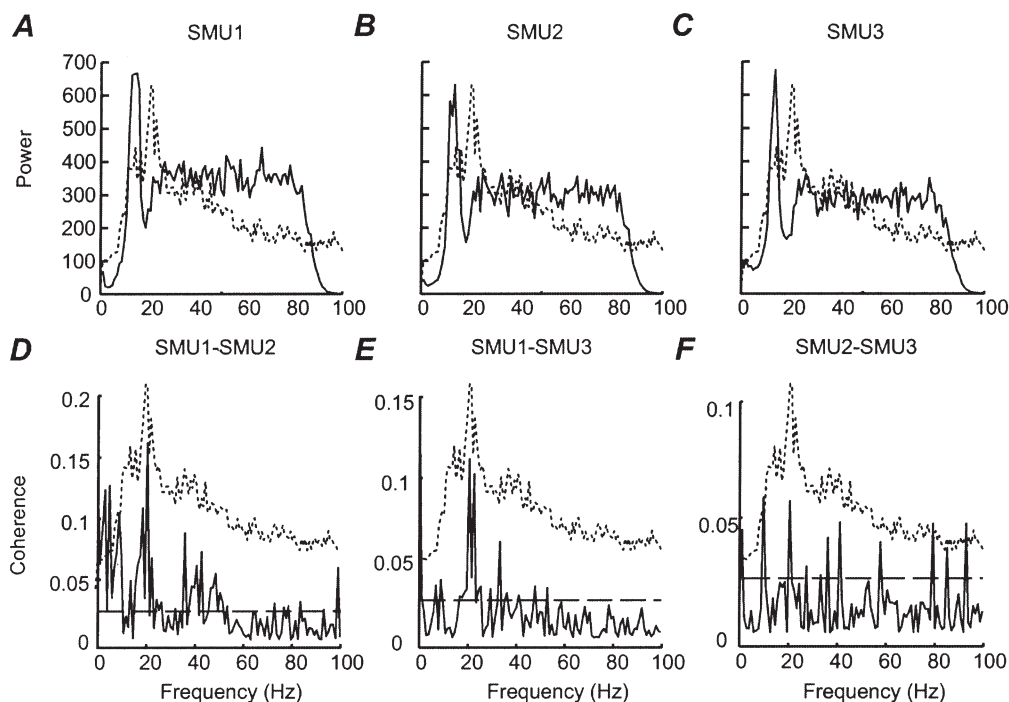 A SMU1
B SMU2
C SMU3
Power
700
600
500
400
300
200
100
0
0 20 40 60 80 100
0 20 40 60 80 100
0 20 40 60 80 100
D SMU1-SMU2
E SMU1-SMU3
F SMU2-SMU3
Coherence
0.2
0.15
0.1
0.05
0
0.15
0.1
0.05
0
0.1
0.05
0
0 20 40 60 80 100
0 20 40 60 80 100
0 20 40 60 80 100
Frequency (Hz)
Frequency (Hz)
Frequency (Hz)